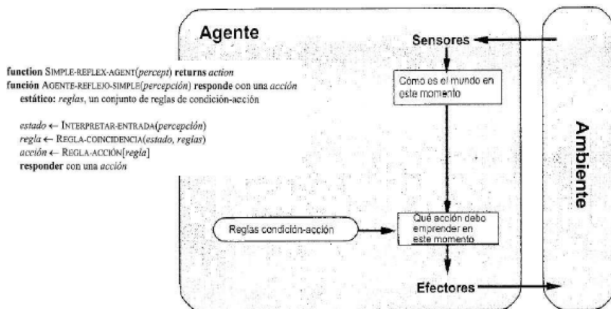 Agente
Sensores
function SIMPLE-REFLEX-AGENT(percept) returns action
función AGENTE-REFLEJO-SIMPLE(percepción) responde con una acción
estático: reglas, un conjunto de reglas de condición-acción
estado ← INTERPRETAR-ENTRADA(percepción)
regla ← REGLA-COINCIDENCIA(estado, reglas)
acción ← REGLA-ACCIÓN[regla]
responder con una acción
Cómo es el mundo en
este momento
Ambiente
Reglas condición-acción
Qué acción debo
emprender en
este momento
Efectores